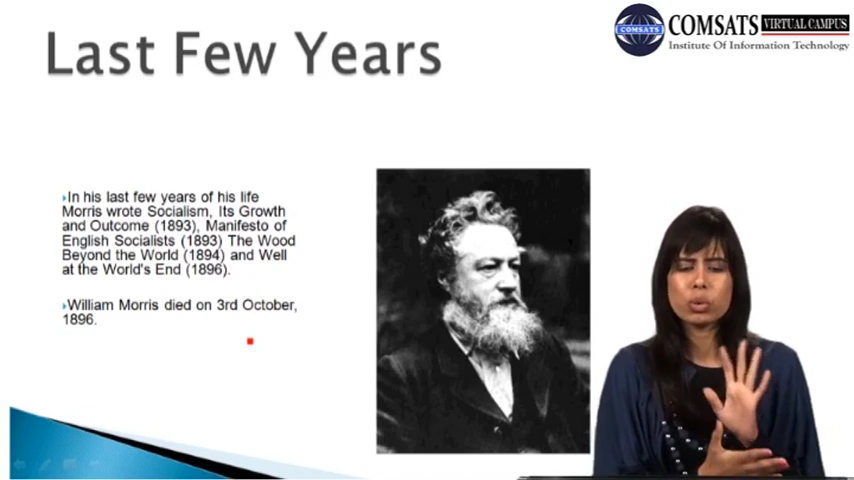 Last Few Years
COMSATS
COMSATS VIRTUAL CAMPUS
Institute Of Information Technology
In his last few years of his life
Morris wrote Socialism, Its Growth
and Outcome (1893), Manifesto of
English Socialists (1893) The Wood
Beyond the World (1894) and Well
at the World's End (1896).
William Morris died on 3rd October,
1896.